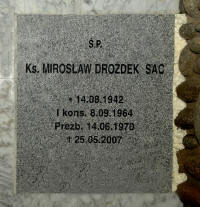 Ś.P.
Ks. MIROSŁAW DROZDEK SAC
* 14.08.1942
I kons. 8.09.1964
Prezb. 14.06.1970
† 25.05.2007